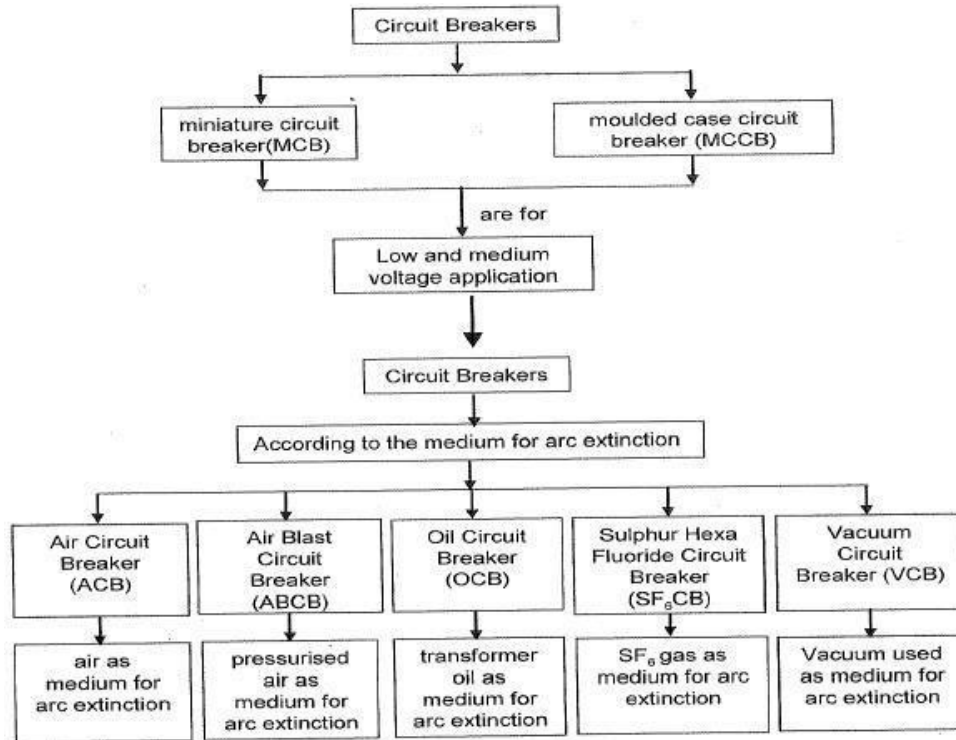 Circuit Breakers
miniature circuit
breaker(MCB)
moulded case circuit
breaker (MCCB)
are for
Low and medium
voltage application
Circuit Breakers
According to the medium for arc extinction
Air Circuit
Breaker
(ACB)
Air Blast
Circuit
Breaker
(ABCB)
Oil Circuit
Breaker
(OCB)
Sulphur Hexa
Fluoride Circuit
Breaker
(SF₆CB)
Vacuum
Circuit
Breaker (VCB)
air as
medium for
arc extinction
pressurised
air as
medium for
arc extinction
transformer
oil as
medium for
arc extinction
SF₆ gas as
medium for arc
extinction
Vacuum used
as medium for
arc extinction